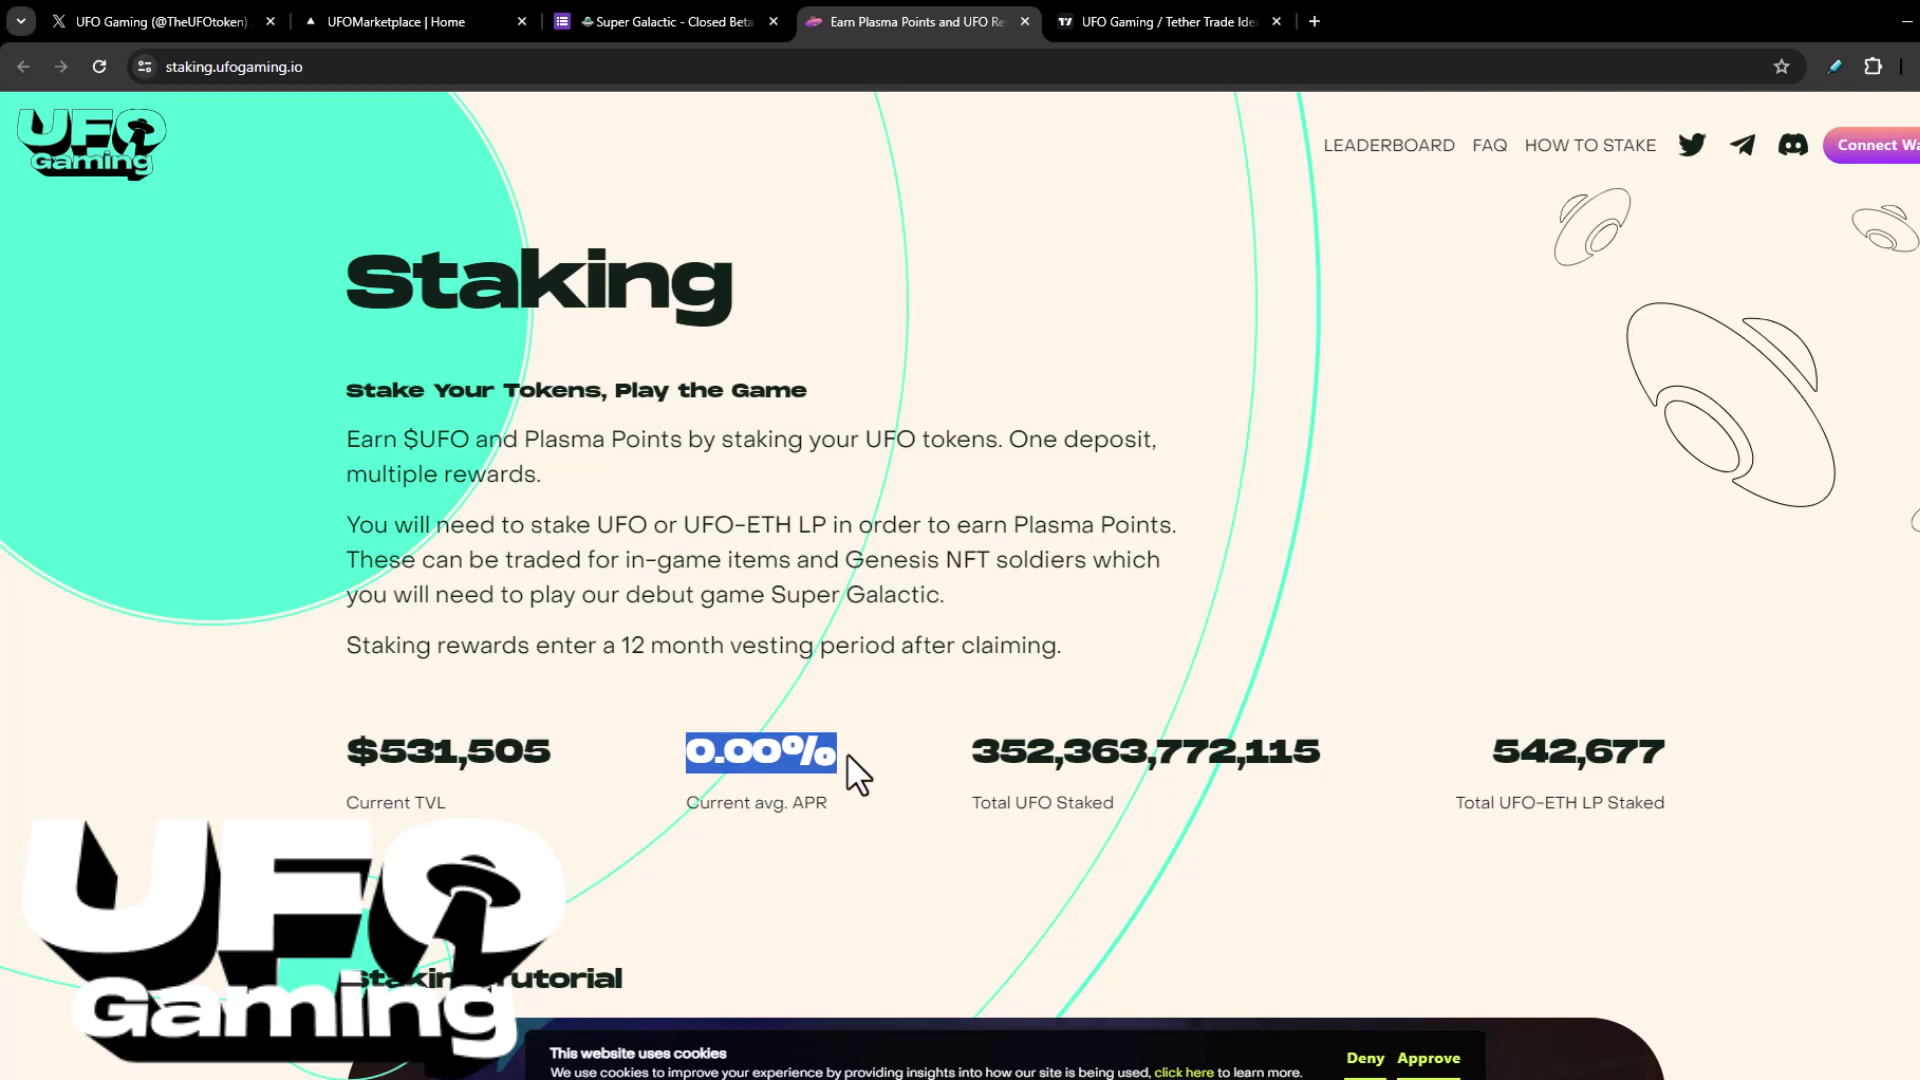 UFO Gaming (@TheUFOtoken)
UFOMarketplace | Home
Super Galactic - Closed Beta
Earn Plasma Points and UFO Re
UFO Gaming / Tether Trade Ide
staking.ufogaming.io
UFO
Gaming
LEADERBOARD
FAQ
HOW TO STAKE
Connect Wa
Staking
Stake Your Tokens, Play the Game
Earn $UFO and Plasma Points by staking your UFO tokens. One deposit,
multiple rewards.
You will need to stake UFO or UFO-ETH LP in order to earn Plasma Points.
These can be traded for in-game items and Genesis NFT soldiers which
you will need to play our debut game Super Galactic.
Staking rewards enter a 12 month vesting period after claiming.
$531,505
0.00%
352,363,772,115
542,677
Current TVL
Current avg. APR
Total UFO Staked
Total UFO-ETH LP Staked
UFO
Gaming
Staking Tutorial
This website uses cookies
We use cookies to improve your experience by providing insights into how our site is being used, click here to learn more.
Deny
Approve